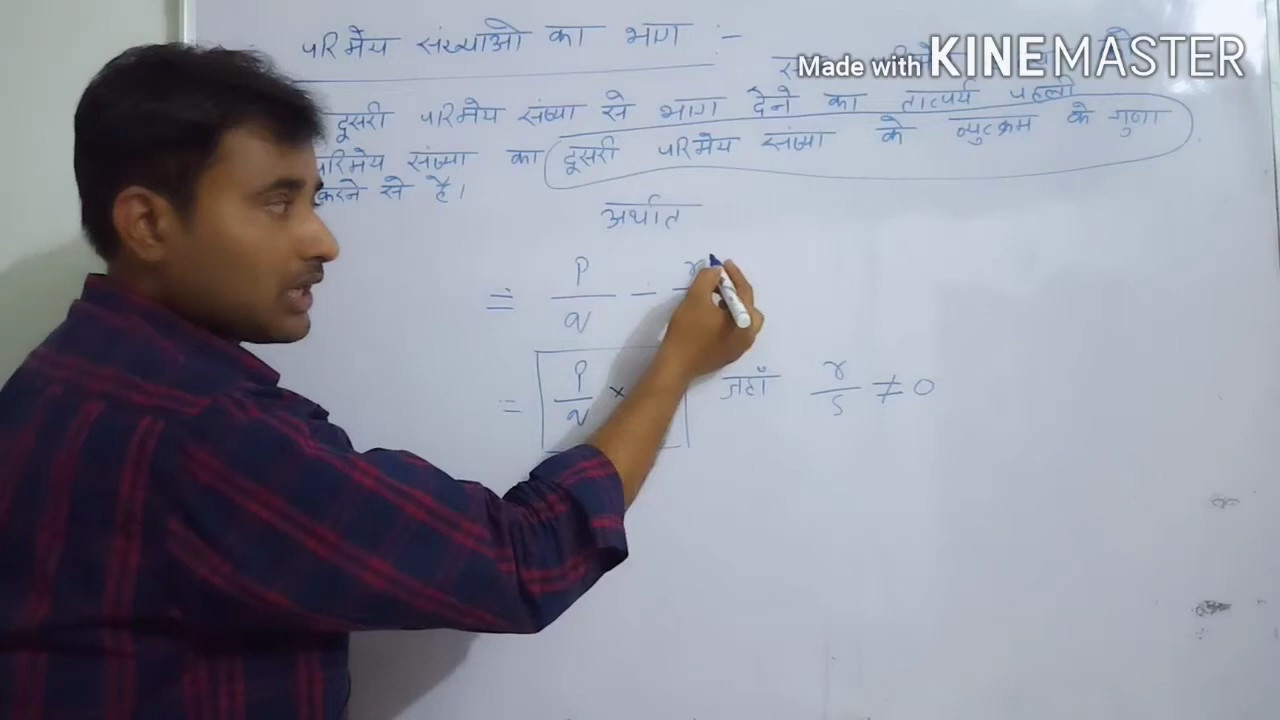 परिमेय संख्याओ का भाग :-
Made with KINEMASTER
दूसरी परिमेय संख्या से भाग देने का तात्पर्य पहली
परिमेय संख्या का दूसरी परिमेय संख्या के व्युत्क्रम के गुणा
करने से है।
अर्थात
= P/q ÷ r
= P/q × जहाँ r/s ≠ 0